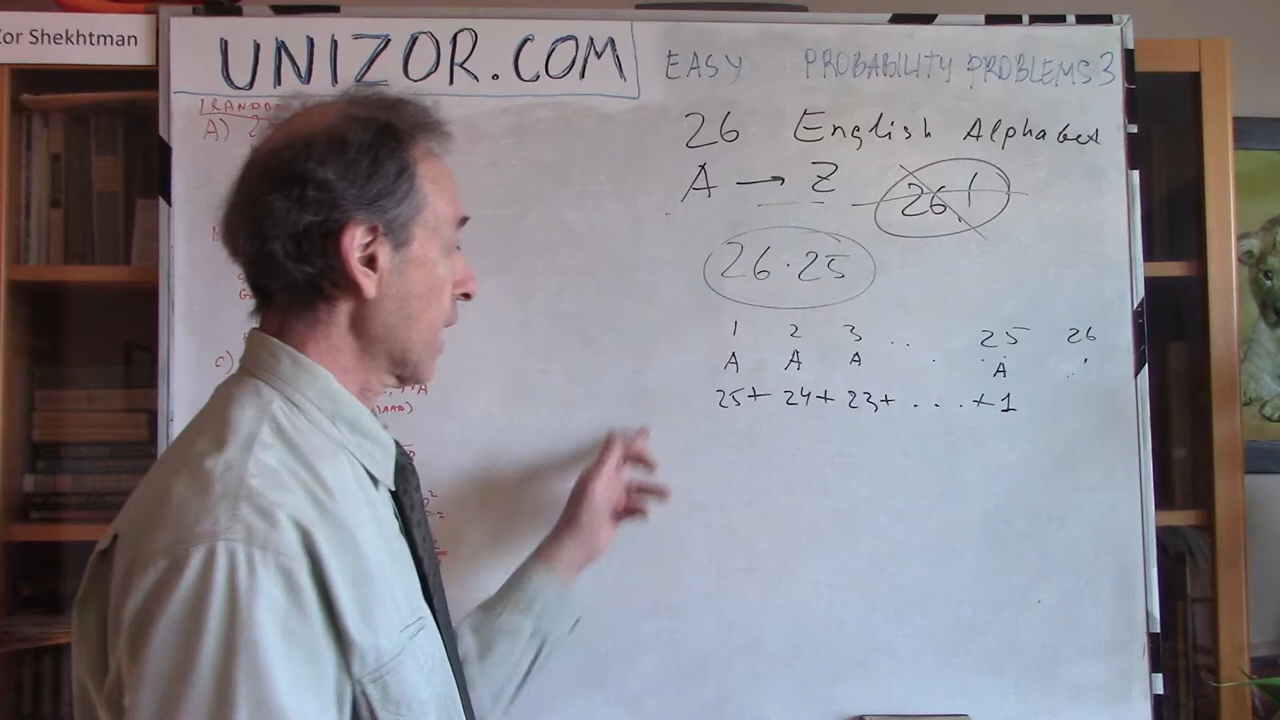 Zor Shekhtman
UNIZOR.COM
EASY PROBABILITY PROBLEMS 3
A)
26 English Alphabet
A → Z 26!
26·25
1 2 3 .. 25 26
A A A . A ..
25+ 24+ 23+ ....+1
c)